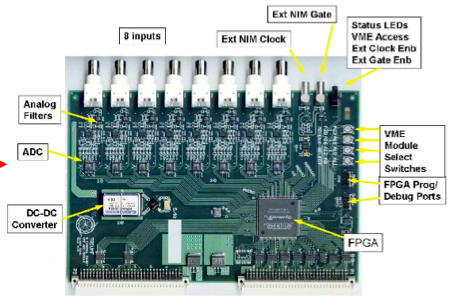 Ext NIM Gate
8 inputs
Ext NIM Clock
Status LEDs
VME Access
Ext Clock Enb
Ext Gate Enb
Analog
Filters
ADC
VME
Module
Select
Switches
FPGA Prog/
Debug Ports
DC-DC
Converter
FPGA